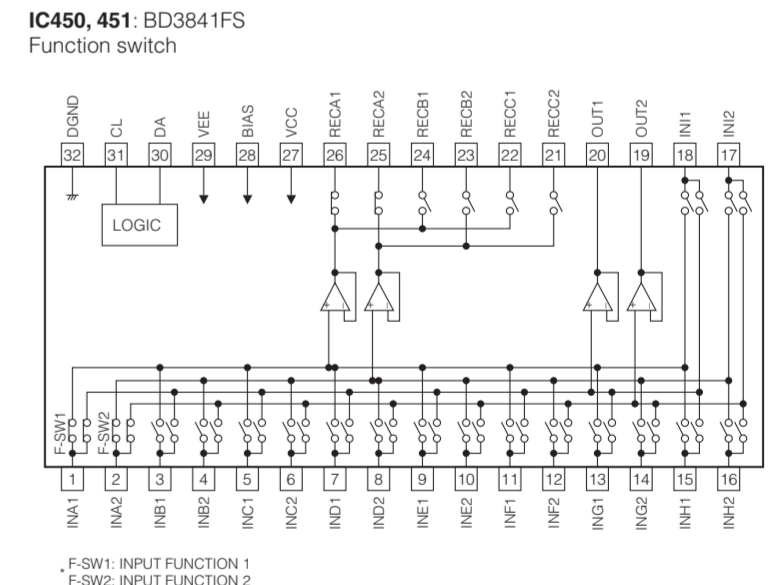 IC450, 451: BD3841FS
Function switch
DGND CL DA VEE BIAS VCC RECA1 RECA2 RECB1 RECB2 RECC1 RECC2 OUT1 OUT2 INI1 INI2
32 31 30 29 28 27 26 25 24 23 22 21 20 19 18 17
LOGIC
+ - + - + - + -
F-SW1 F-SW2
1 2 3 4 5 6 7 8 9 10 11 12 13 14 15 16
INA1 INA2 INB1 INB2 INC1 INC2 IND1 IND2 INE1 INE2 INF1 INF2 ING1 ING2 INH1 INH2
* F-SW1: INPUT FUNCTION 1
F-SW2: INPUT FUNCTION 2